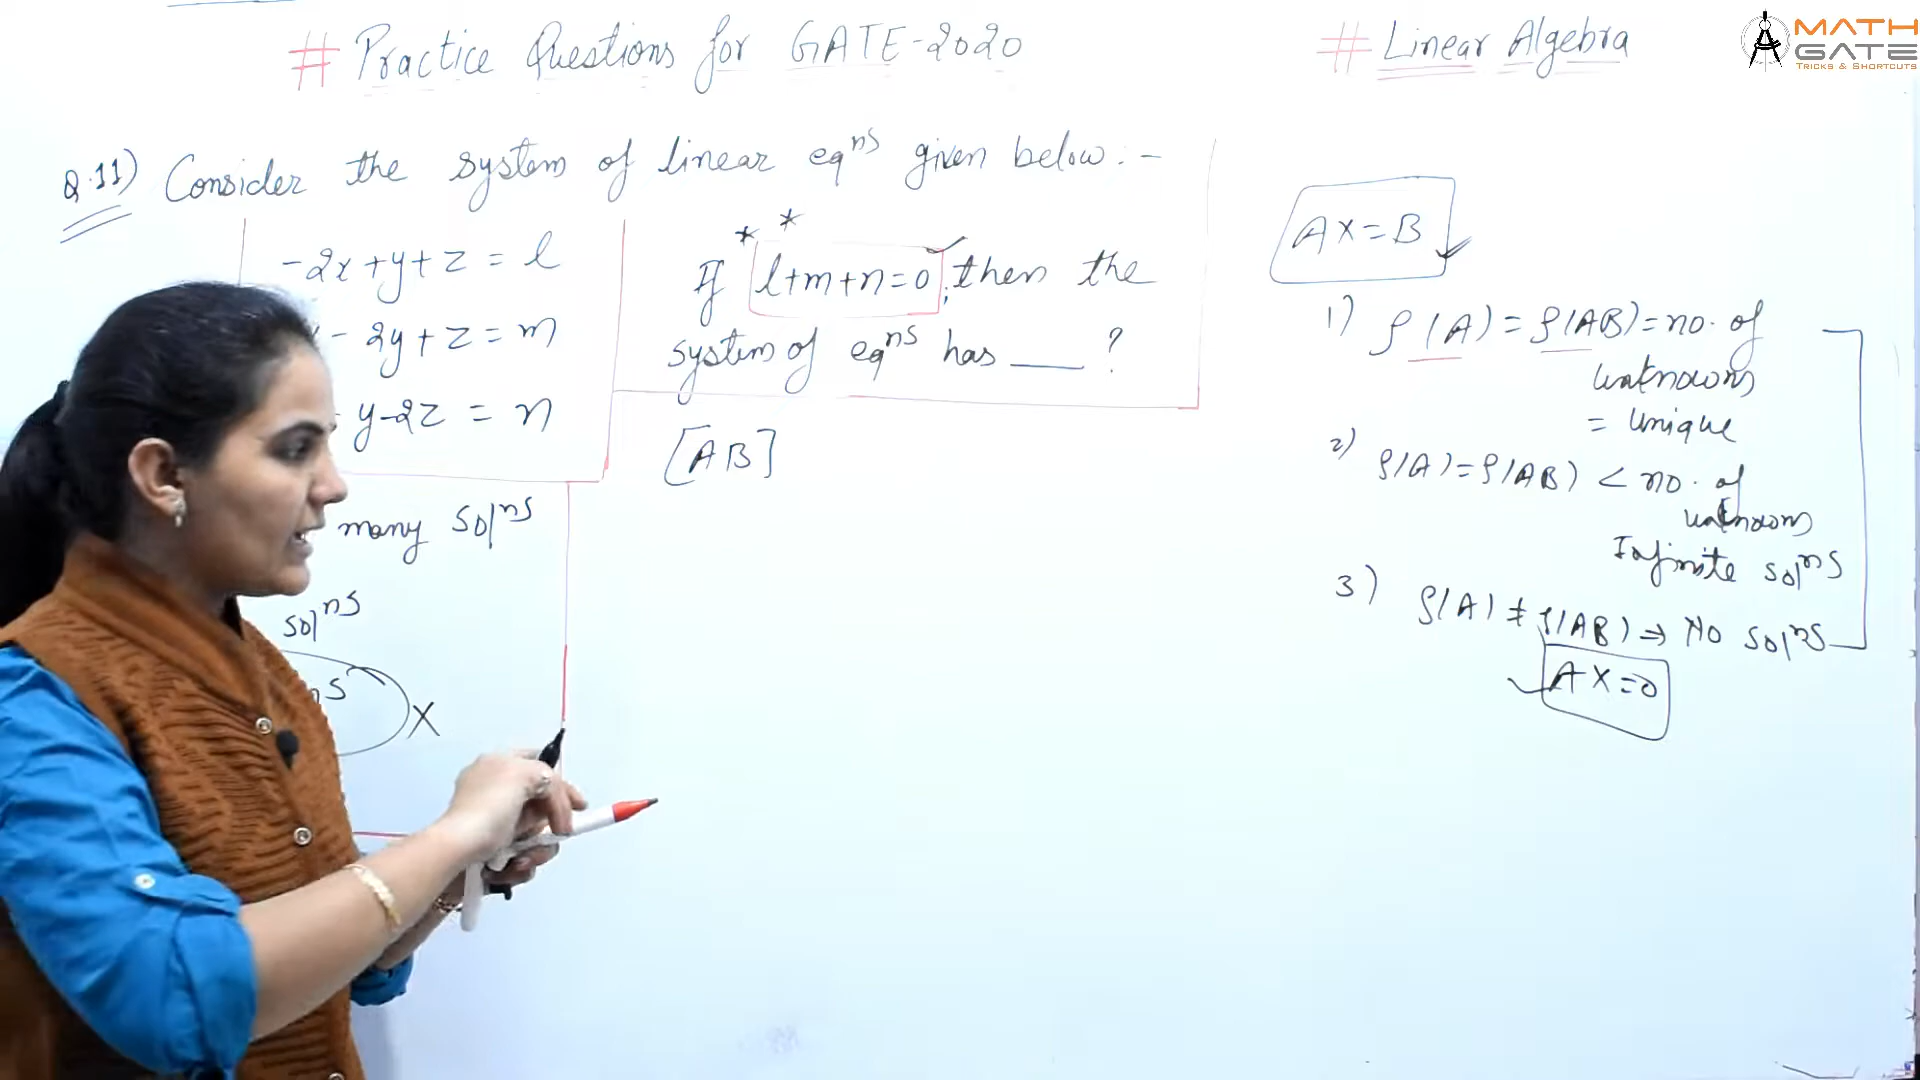 # Practice Questions for GATE-2020
# Linear Algebra
MATH
GATE
TRICKS & SHORTCUTS
Q.11) Consider the system of linear eqⁿˢ given below:-
-2x+y+z = l
- 2y+z = m
y-2z = n
* *
If l+m+n=0, then the
system of eqⁿˢ has ___ ?
[AB]
many solⁿˢ
solⁿˢ
X
AX=B
1) ρ(A) = ρ(AB) = no. of
unknowns
= Unique
2) ρ(A) = ρ(AB) < no. of
unknowns
Infinite solⁿˢ
3) ρ(A) ≠ ρ(AB) → No solⁿˢ
AX=0